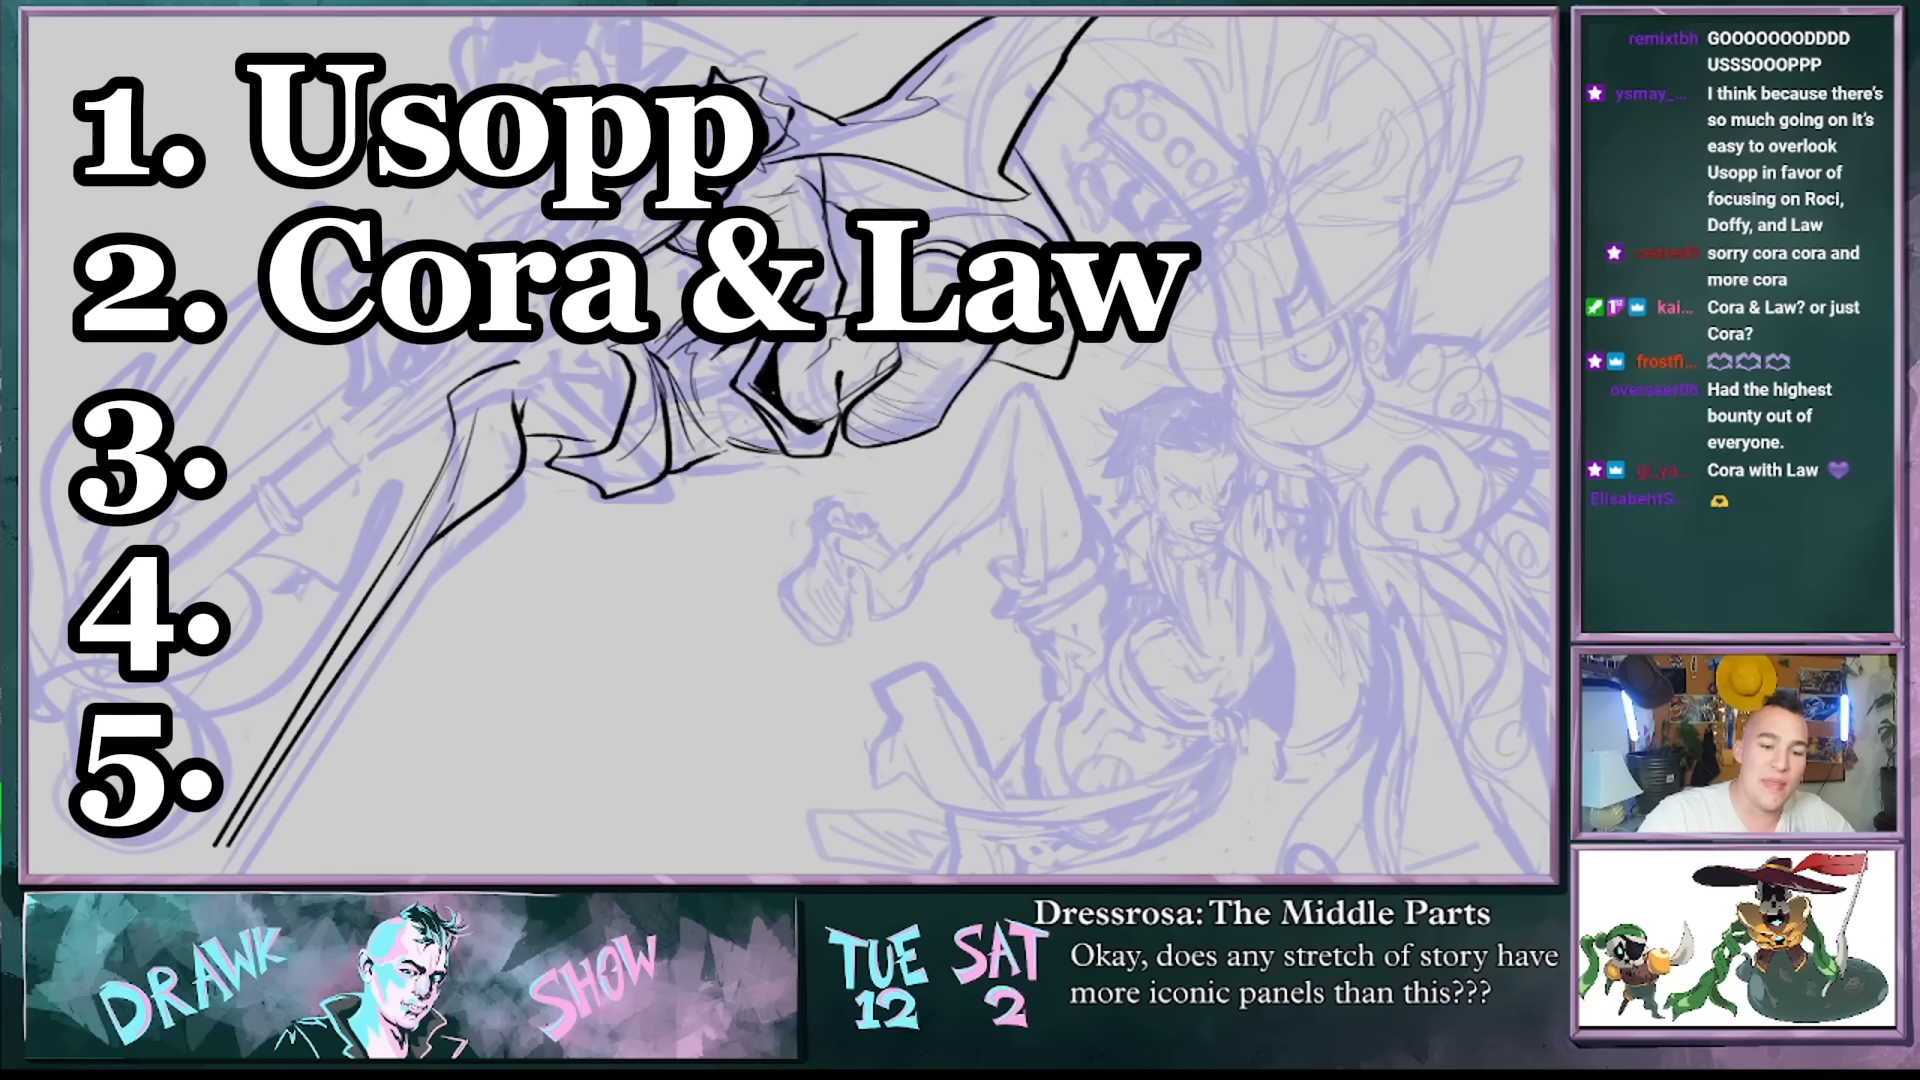 1. Usopp
2. Cora & Law
3.
4.
5.
remixtbh GOOOOOOODDDD
USSSOOOPPP
ysmay_... I think because there's
so much going on it's
easy to overlook
Usopp in favor of
focusing on Roci,
Doffy, and Law
sorry cora cora and
more cora
kai... Cora & Law? or just
Cora?
frostfi...
Had the highest
bounty out of
everyone.
gi_ya... Cora with Law
ElisabehtS...
DRAWK SHOW
TUE 12
SAT 2
Dressrosa: The Middle Parts
Okay, does any stretch of story have
more iconic panels than this???